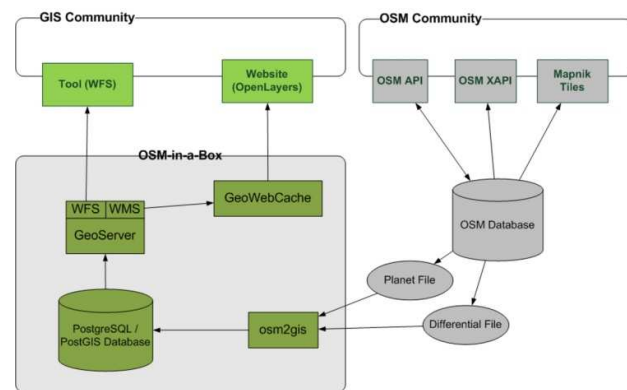 GIS Community
OSM Community
Tool (WFS)
Website
(OpenLayers)
OSM API
OSM XAPI
Mapnik
Tiles
OSM-in-a-Box
WFS
WMS
GeoServer
GeoWebCache
OSM Database
Planet File
Differential File
PostgreSQL /
PostGIS Database
osm2gis